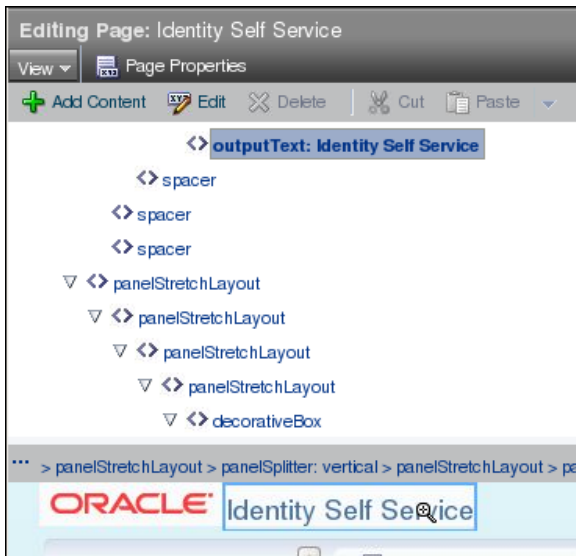 Editing Page: Identity Self Service
View Page Properties
Add Content Edit Delete Cut Paste
outputText: Identity Self Service
spacer
spacer
spacer
panelStretchLayout
panelStretchLayout
panelStretchLayout
panelStretchLayout
decorativeBox
... > panelStretchLayout > panelSplitter: vertical > panelStretchLayout > pa
ORACLE Identity Self Service